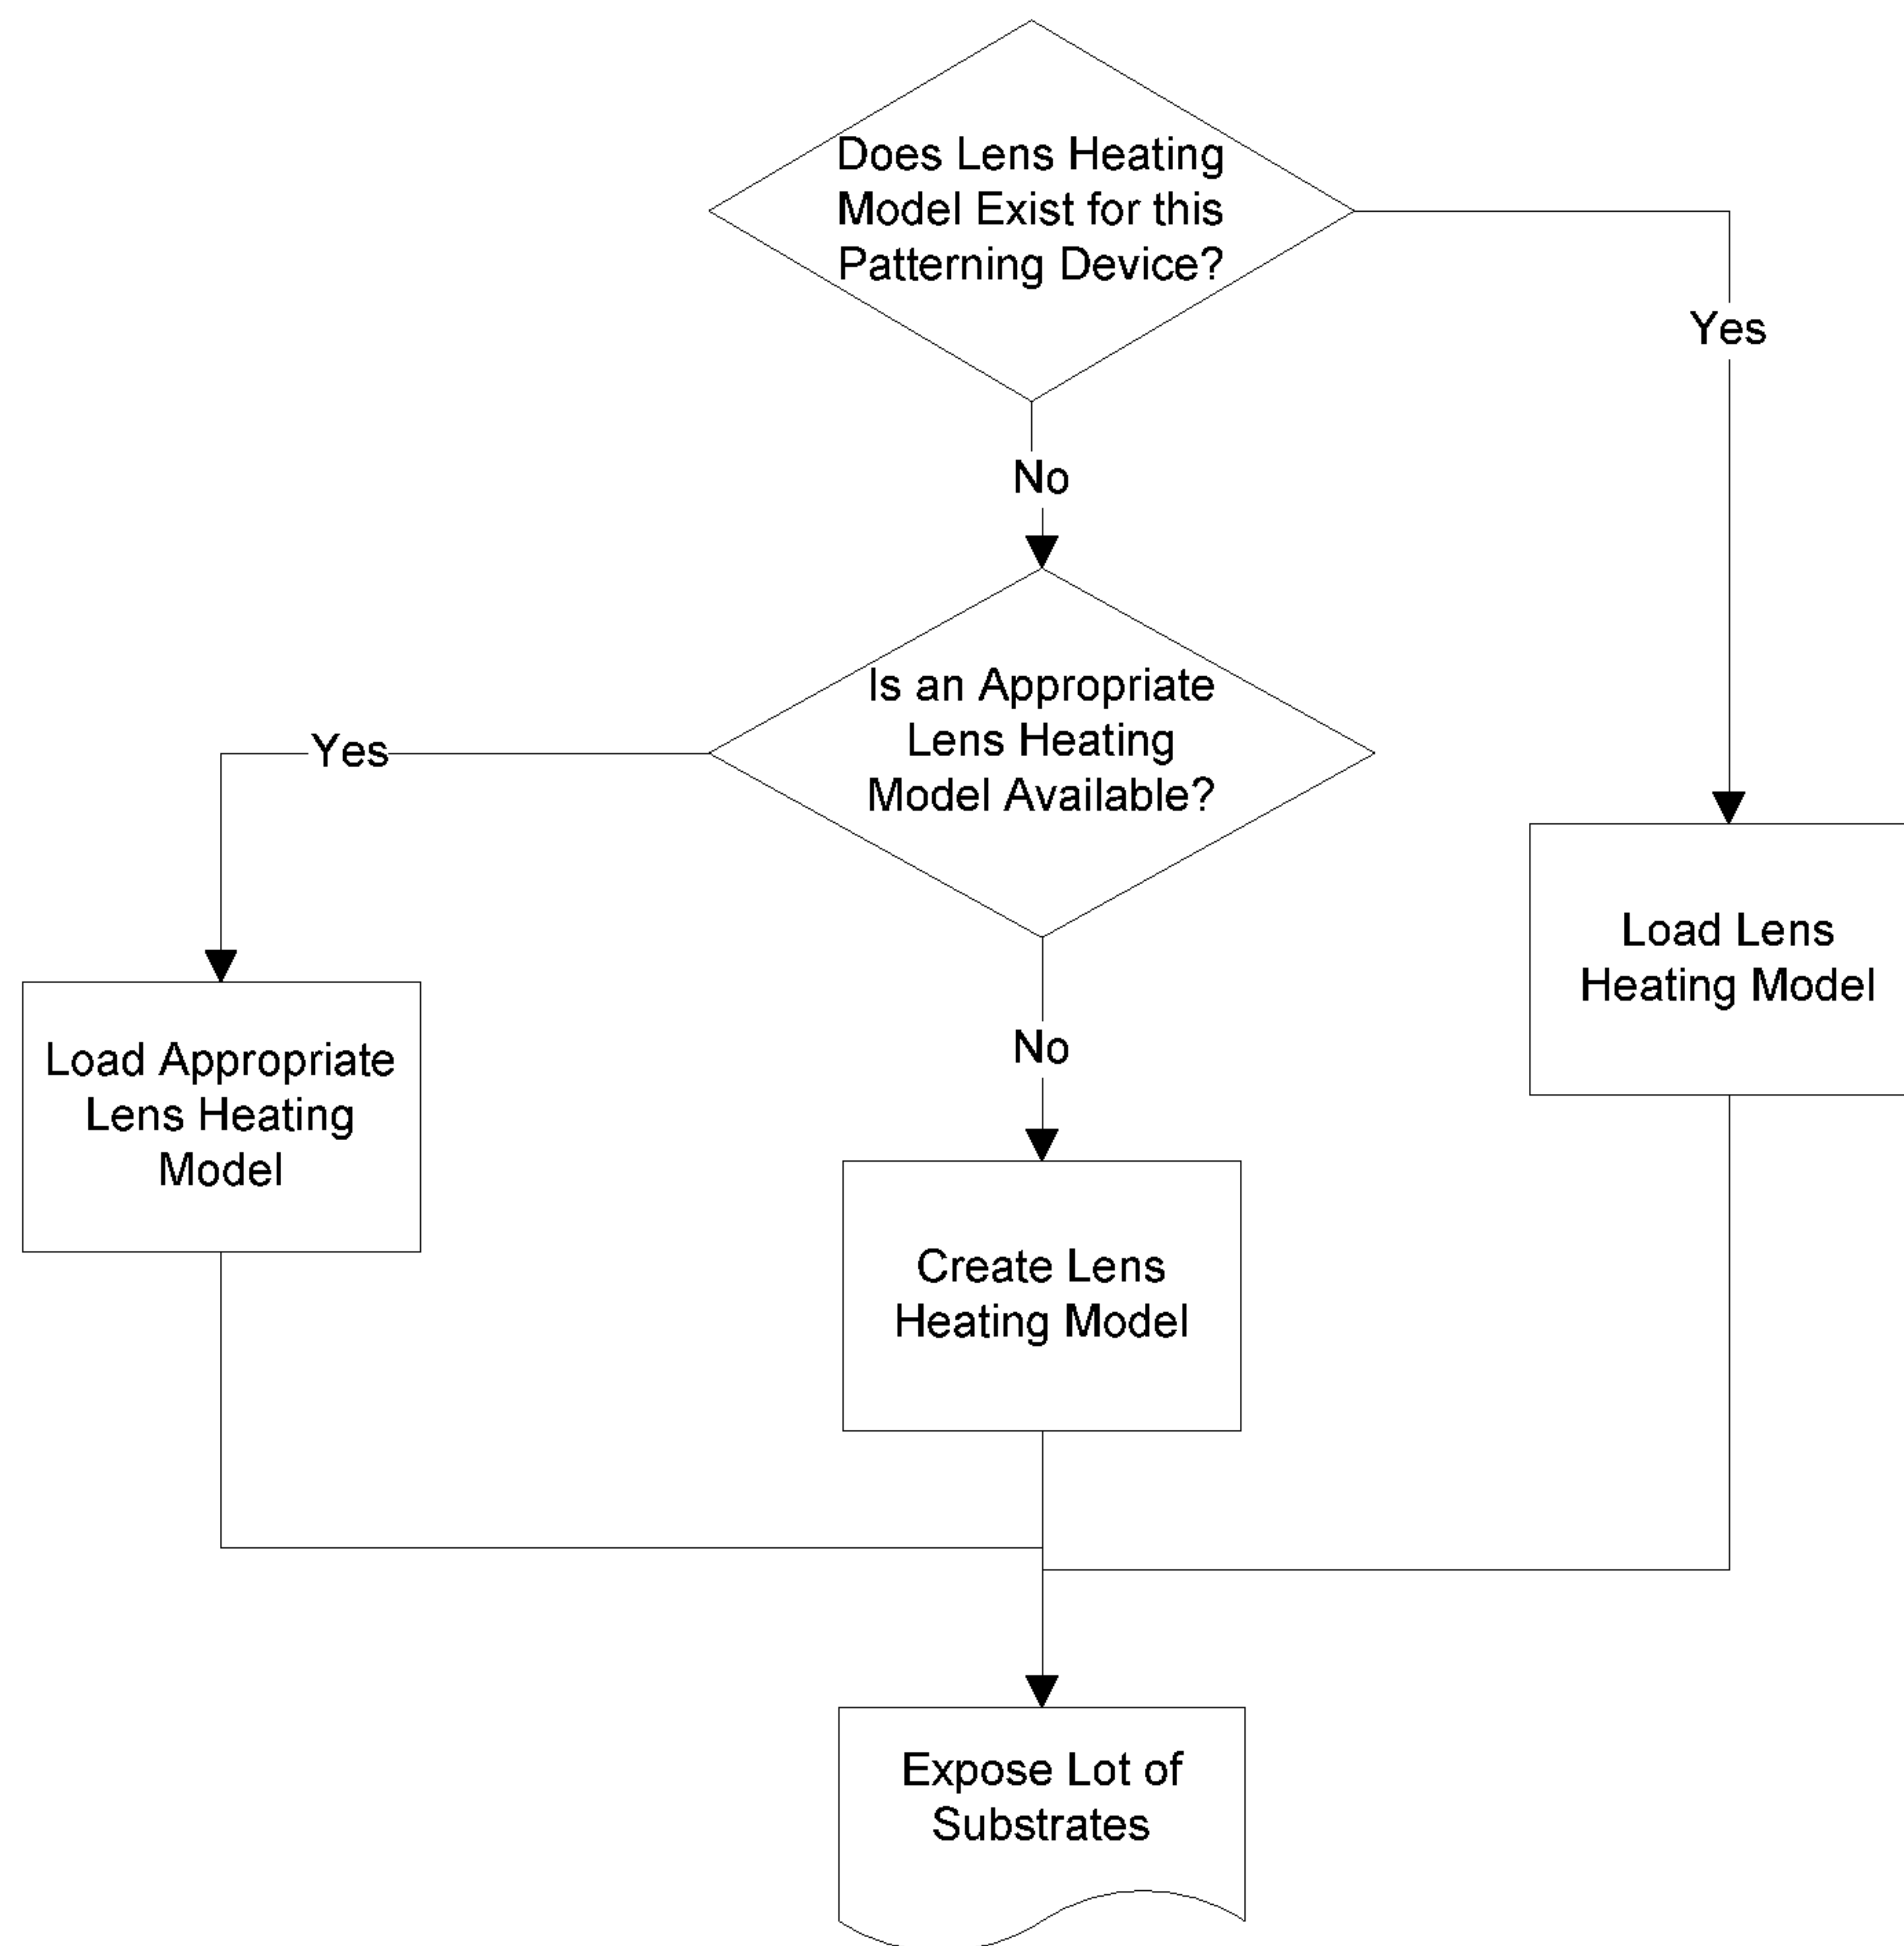 Does Lens Heating
Model Exist for this
Patterning Device?
Yes
No
Is an Appropriate
Lens Heating
Model Available?
Yes
Load Lens
Heating Model
No
Load Appropriate
Lens Heating
Model
Create Lens
Heating Model
Expose Lot of
Substrates